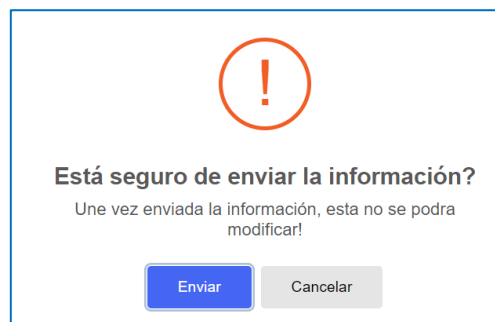 !
Está seguro de enviar la información?
Une vez enviada la información, esta no se podra
modificar!
Enviar
Cancelar